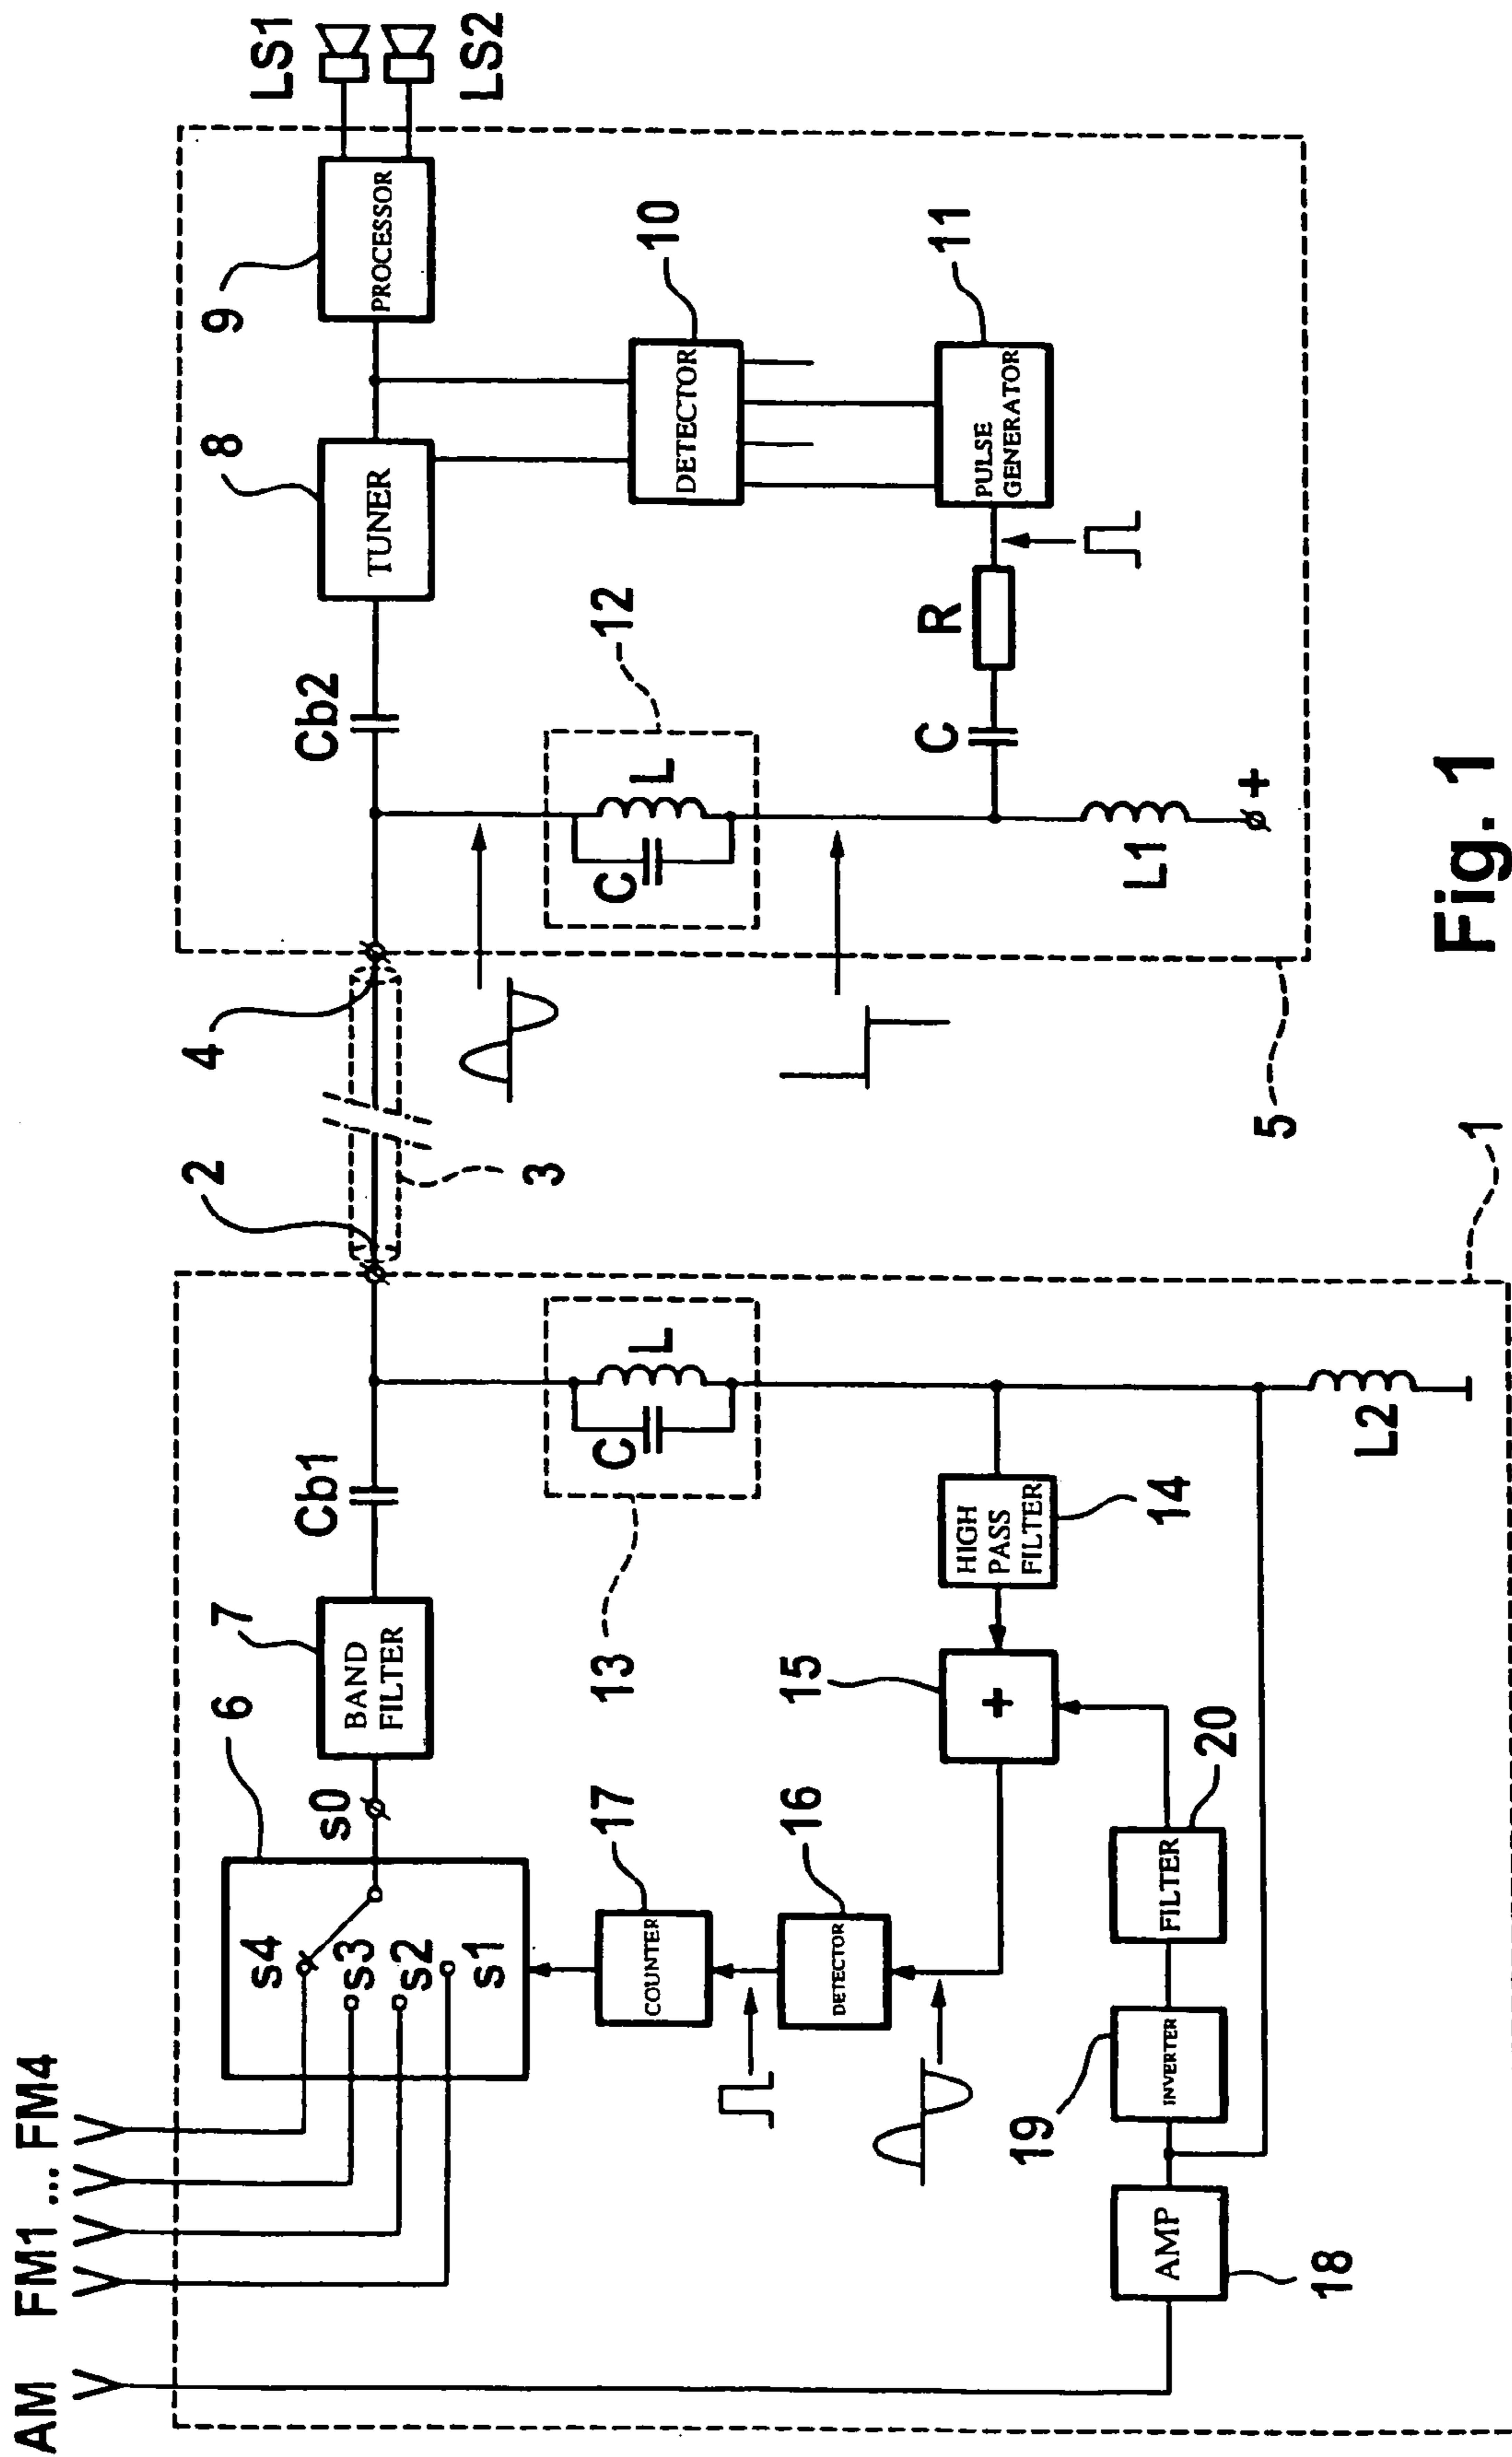 AM FM1 ... FM4
6
s4
s3
s2
s1
s0
7
BAND
FILTER
Cb1
2
3
4
Cb2
8
TUNER
9
PROCESSOR
LS1
LS2
13
C
L
12
C
L
10
DETECTOR
17
COUNTER
16
DETECTOR
15
+
HIGH
PASS
FILTER
14
C
R
PULSE
GENERATOR
11
18
AMP
19
INVERTER
20
FILTER
L2
L1
+
1
5
Fig. 1